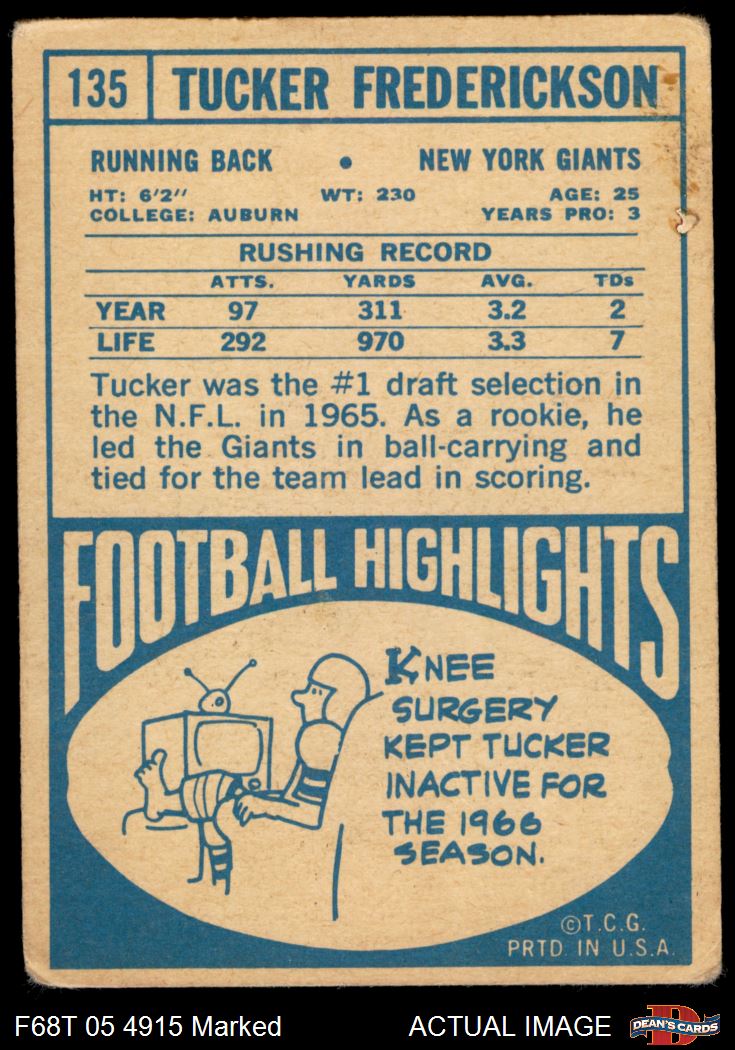 135 TUCKER FREDERICKSON
RUNNING BACK • NEW YORK GIANTS
HT: 6'2" WT: 230 AGE: 25
COLLEGE: AUBURN YEARS PRO: 3
RUSHING RECORD
ATTS. YARDS AVG. TDs
YEAR 97 311 3.2 2
LIFE 292 970 3.3 7
Tucker was the #1 draft selection in
the N.F.L. in 1965. As a rookie, he
led the Giants in ball-carrying and
tied for the team lead in scoring.
FOOTBALL HIGHLIGHTS
KNEE
SURGERY
KEPT TUCKER
INACTIVE FOR
THE 1966
SEASON.
©T.C.G.
PRTD IN U.S.A.
F68T 05 4915 Marked ACTUAL IMAGE DEAN'S CARDS